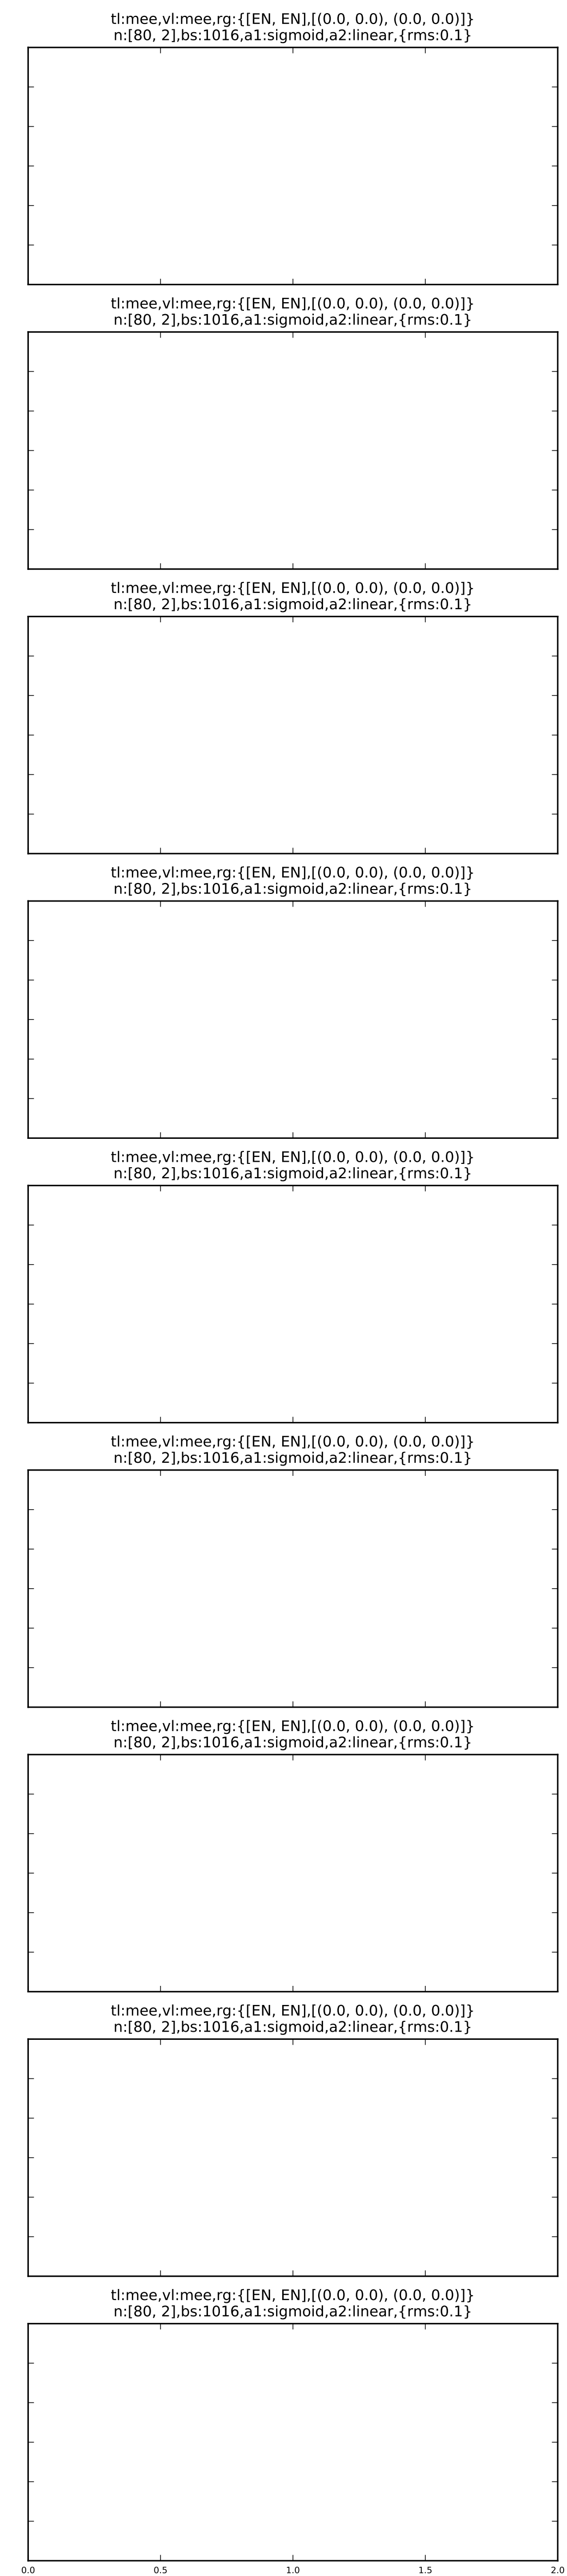 tl:mee,vl:mee,rg:{[EN, EN],[(0.0, 0.0), (0.0, 0.0)]}
n:[80, 2],bs:1016,a1:sigmoid,a2:linear,{rms:0.1}
tl:mee,vl:mee,rg:{[EN, EN],[(0.0, 0.0), (0.0, 0.0)]}
n:[80, 2],bs:1016,a1:sigmoid,a2:linear,{rms:0.1}
tl:mee,vl:mee,rg:{[EN, EN],[(0.0, 0.0), (0.0, 0.0)]}
n:[80, 2],bs:1016,a1:sigmoid,a2:linear,{rms:0.1}
tl:mee,vl:mee,rg:{[EN, EN],[(0.0, 0.0), (0.0, 0.0)]}
n:[80, 2],bs:1016,a1:sigmoid,a2:linear,{rms:0.1}
tl:mee,vl:mee,rg:{[EN, EN],[(0.0, 0.0), (0.0, 0.0)]}
n:[80, 2],bs:1016,a1:sigmoid,a2:linear,{rms:0.1}
tl:mee,vl:mee,rg:{[EN, EN],[(0.0, 0.0), (0.0, 0.0)]}
n:[80, 2],bs:1016,a1:sigmoid,a2:linear,{rms:0.1}
tl:mee,vl:mee,rg:{[EN, EN],[(0.0, 0.0), (0.0, 0.0)]}
n:[80, 2],bs:1016,a1:sigmoid,a2:linear,{rms:0.1}
tl:mee,vl:mee,rg:{[EN, EN],[(0.0, 0.0), (0.0, 0.0)]}
n:[80, 2],bs:1016,a1:sigmoid,a2:linear,{rms:0.1}
tl:mee,vl:mee,rg:{[EN, EN],[(0.0, 0.0), (0.0, 0.0)]}
n:[80, 2],bs:1016,a1:sigmoid,a2:linear,{rms:0.1}
0.0 0.5 1.0 1.5 2.0